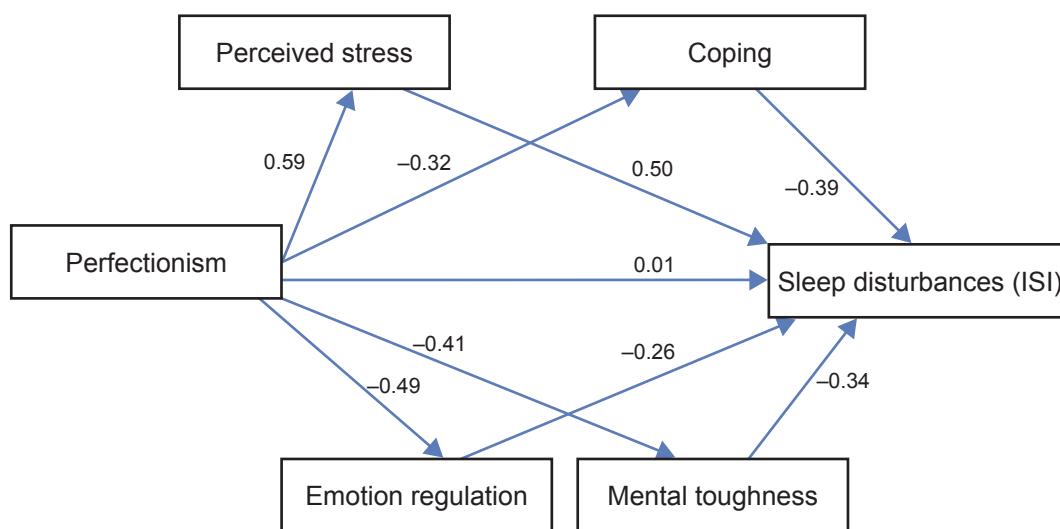 Perceived stress
Coping
0.59
–0.32
0.50
–0.39
Perfectionism
0.01
Sleep disturbances (ISI)
–0.41
–0.26
–0.49
–0.34
Emotion regulation
Mental toughness